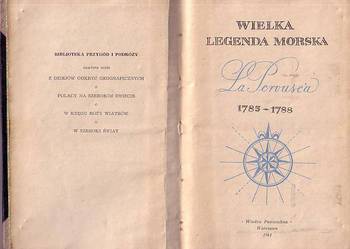 BIBLIOTEKA PRZYGÓD I PODRÓŻY
Z DZIEJÓW ODKRYĆ GEOGRAFICZNYCH
POLACY NA SZEROKIM ŚWIECIE
W KRĘGU RÓŻY WIATRÓW
W SZEROKI ŚWIAT
WIELKA
LEGENDA MORSKA
La Perouse'a
1785-1788
Wiedza Powszechna
Warszawa